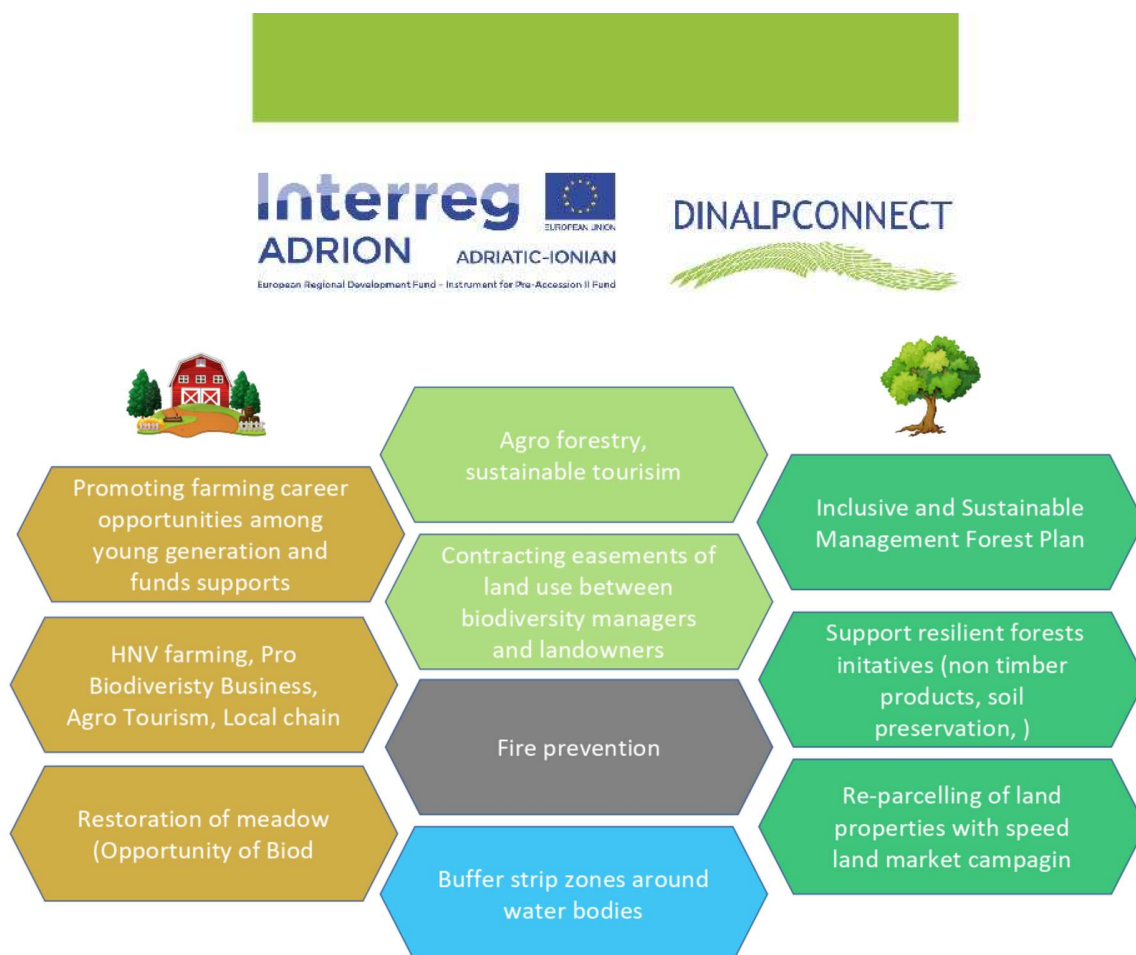 Interreg
EUROPEAN UNION
ADRION ADRIATIC-IONIAN
European Regional Development Fund - Instrument for Pre-Accession II Fund
DINALPCONNECT
Agro forestry,
sustainable tourisim
Promoting farming career
opportunities among
young generation and
funds supports
Inclusive and Sustainable
Management Forest Plan
Contracting easements of
land use between
biodiversity managers
and landowners
HNV farming, Pro
Biodiveristy Business,
Agro Tourism, Local chain
Support resilient forests
initatives (non timber
products, soil
preservation, )
Fire prevention
Restoration of meadow
(Opportunity of Biod
Re-parcelling of land
properties with speed
land market campagin
Buffer strip zones around
water bodies